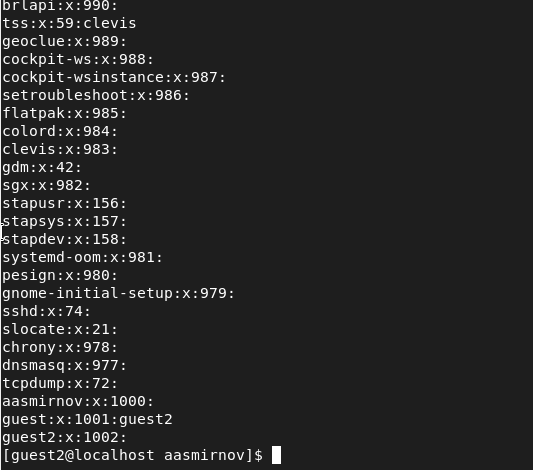 brlapi:x:990:
tss:x:59:clevis
geoclue:x:989:
cockpit-ws:x:988:
cockpit-wsinstance:x:987:
setroubleshoot:x:986:
flatpak:x:985:
colord:x:984:
clevis:x:983:
gdm:x:42:
sgx:x:982:
stapusr:x:156:
stapsys:x:157:
stapdev:x:158:
systemd-oom:x:981:
pesign:x:980:
gnome-initial-setup:x:979:
sshd:x:74:
slocate:x:21:
chrony:x:978:
dnsmasq:x:977:
tcpdump:x:72:
aasmirnov:x:1000:
guest:x:1001:guest2
guest2:x:1002:
[guest2@localhost aasmirnov]$